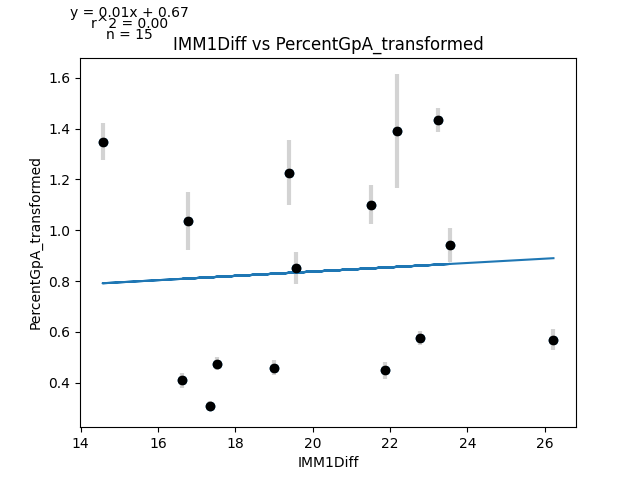 y = 0.01x + 0.67
r^2 = 0.00
n = 15
IMM1Diff vs PercentGpA_transformed
PercentGpA_transformed
1.6
1.4
1.2
1.0
0.8
0.6
0.4
14 16 18 20 22 24 26
IMM1Diff